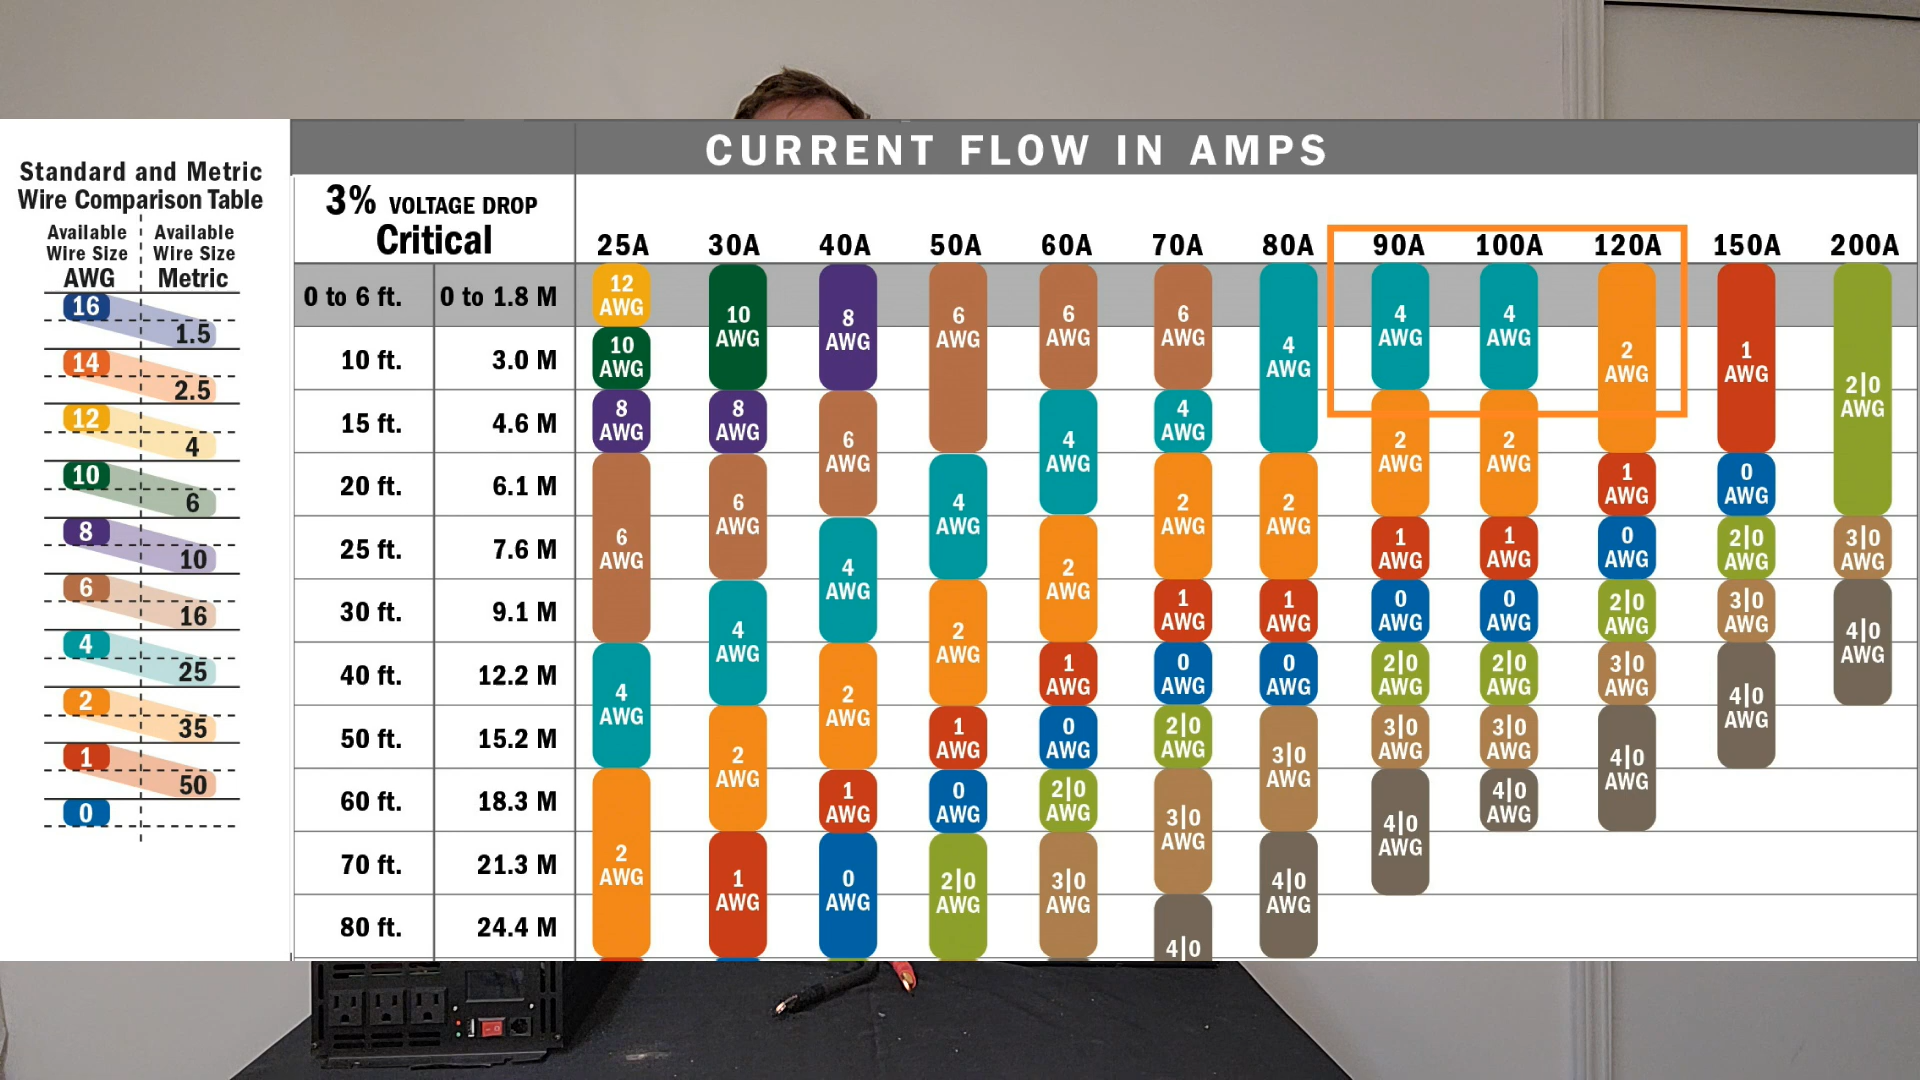 CURRENT FLOW IN AMPS
Standard and Metric
Wire Comparison Table
Available Available
Wire Size Wire Size
AWG Metric
16
1.5
14
2.5
12
4
10
6
8
10
6
16
4
25
2
35
1
50
0
3% VOLTAGE DROP
Critical
25A 30A 40A 50A 60A 70A 80A 90A 100A 120A 150A 200A
0 to 6 ft. 0 to 1.8 M
10 ft. 3.0 M
15 ft. 4.6 M
20 ft. 6.1 M
25 ft. 7.6 M
30 ft. 9.1 M
40 ft. 12.2 M
50 ft. 15.2 M
60 ft. 18.3 M
70 ft. 21.3 M
80 ft. 24.4 M
12
AWG
10
AWG
8
AWG
6
AWG
4
AWG
2
AWG
10
AWG
8
AWG
6
AWG
4
AWG
2
AWG
1
AWG
8
AWG
6
AWG
4
AWG
2
AWG
1
AWG
0
AWG
6
AWG
4
AWG
2
AWG
1
AWG
0
AWG
2|0
AWG
6
AWG
4
AWG
2
AWG
1
AWG
0
AWG
2|0
AWG
3|0
AWG
6
AWG
4
AWG
2
AWG
1
AWG
0
AWG
2|0
AWG
3|0
AWG
4|0
4
AWG
2
AWG
1
AWG
0
AWG
3|0
AWG
4|0
AWG
4
AWG
2
AWG
1
AWG
0
AWG
2|0
AWG
3|0
AWG
4|0
AWG
4
AWG
2
AWG
1
AWG
0
AWG
2|0
AWG
3|0
AWG
4|0
AWG
2
AWG
1
AWG
0
AWG
2|0
AWG
3|0
AWG
4|0
AWG
1
AWG
0
AWG
2|0
AWG
3|0
AWG
4|0
AWG
2|0
AWG
3|0
AWG
4|0
AWG